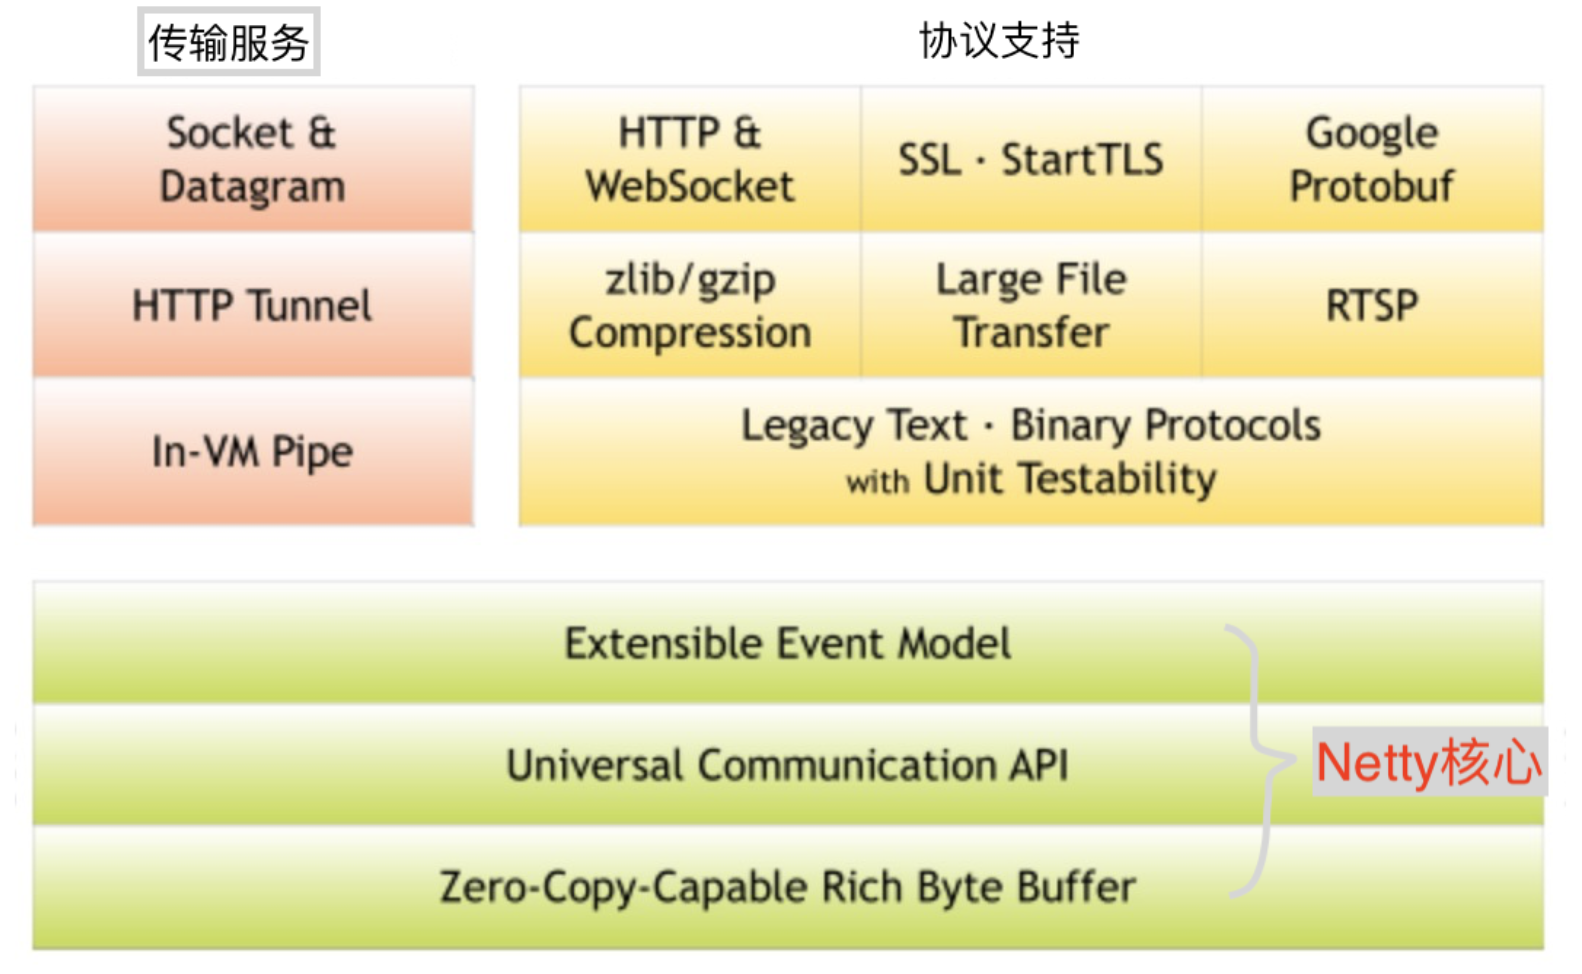 传输服务
协议支持
Socket &
Datagram
HTTP Tunnel
In-VM Pipe
HTTP &
WebSocket
SSL · StartTLS
Google
Protobuf
zlib/gzip
Compression
Large File
Transfer
RTSP
Legacy Text · Binary Protocols
with Unit Testability
Extensible Event Model
Universal Communication API
Zero-Copy-Capable Rich Byte Buffer
Netty核心